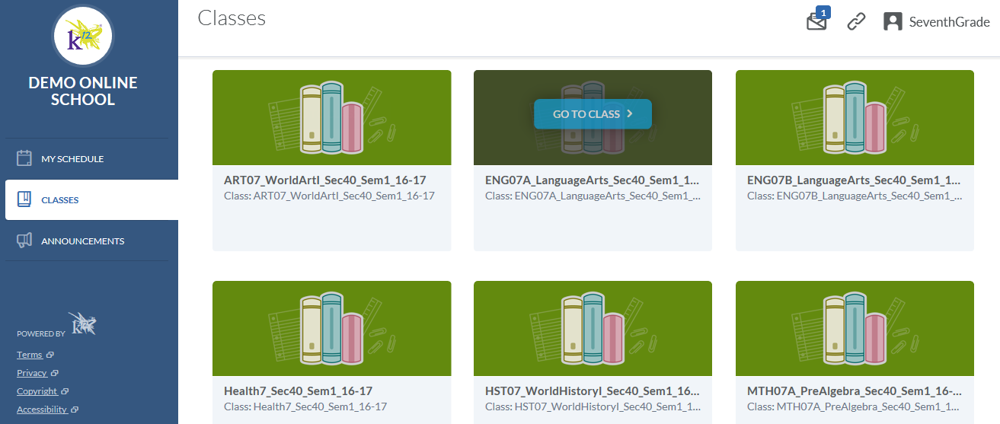 k12
DEMO ONLINE
SCHOOL
MY SCHEDULE
CLASSES
ANNOUNCEMENTS
POWERED BY k12
Terms
Privacy
Copyright
Accessibility
Classes
1
SeventhGrade
GO TO CLASS
ART07_WorldArtI_Sec40_Sem1_16-17
Class: ART07_WorldArtI_Sec40_Sem1_16-17
ENG07A_LanguageArts_Sec40_Sem1_1...
Class: ENG07A_LanguageArts_Sec40_Sem1_...
ENG07B_LanguageArts_Sec40_Sem1_1...
Class: ENG07B_LanguageArts_Sec40_Sem1_...
Health7_Sec40_Sem1_16-17
Class: Health7_Sec40_Sem1_16-17
HST07_WorldHistoryI_Sec40_Sem1_16...
Class: HST07_WorldHistoryI_Sec40_Sem1_1...
MTH07A_PreAlgebra_Sec40_Sem1_16-...
Class: MTH07A_PreAlgebra_Sec40_Sem1_1...